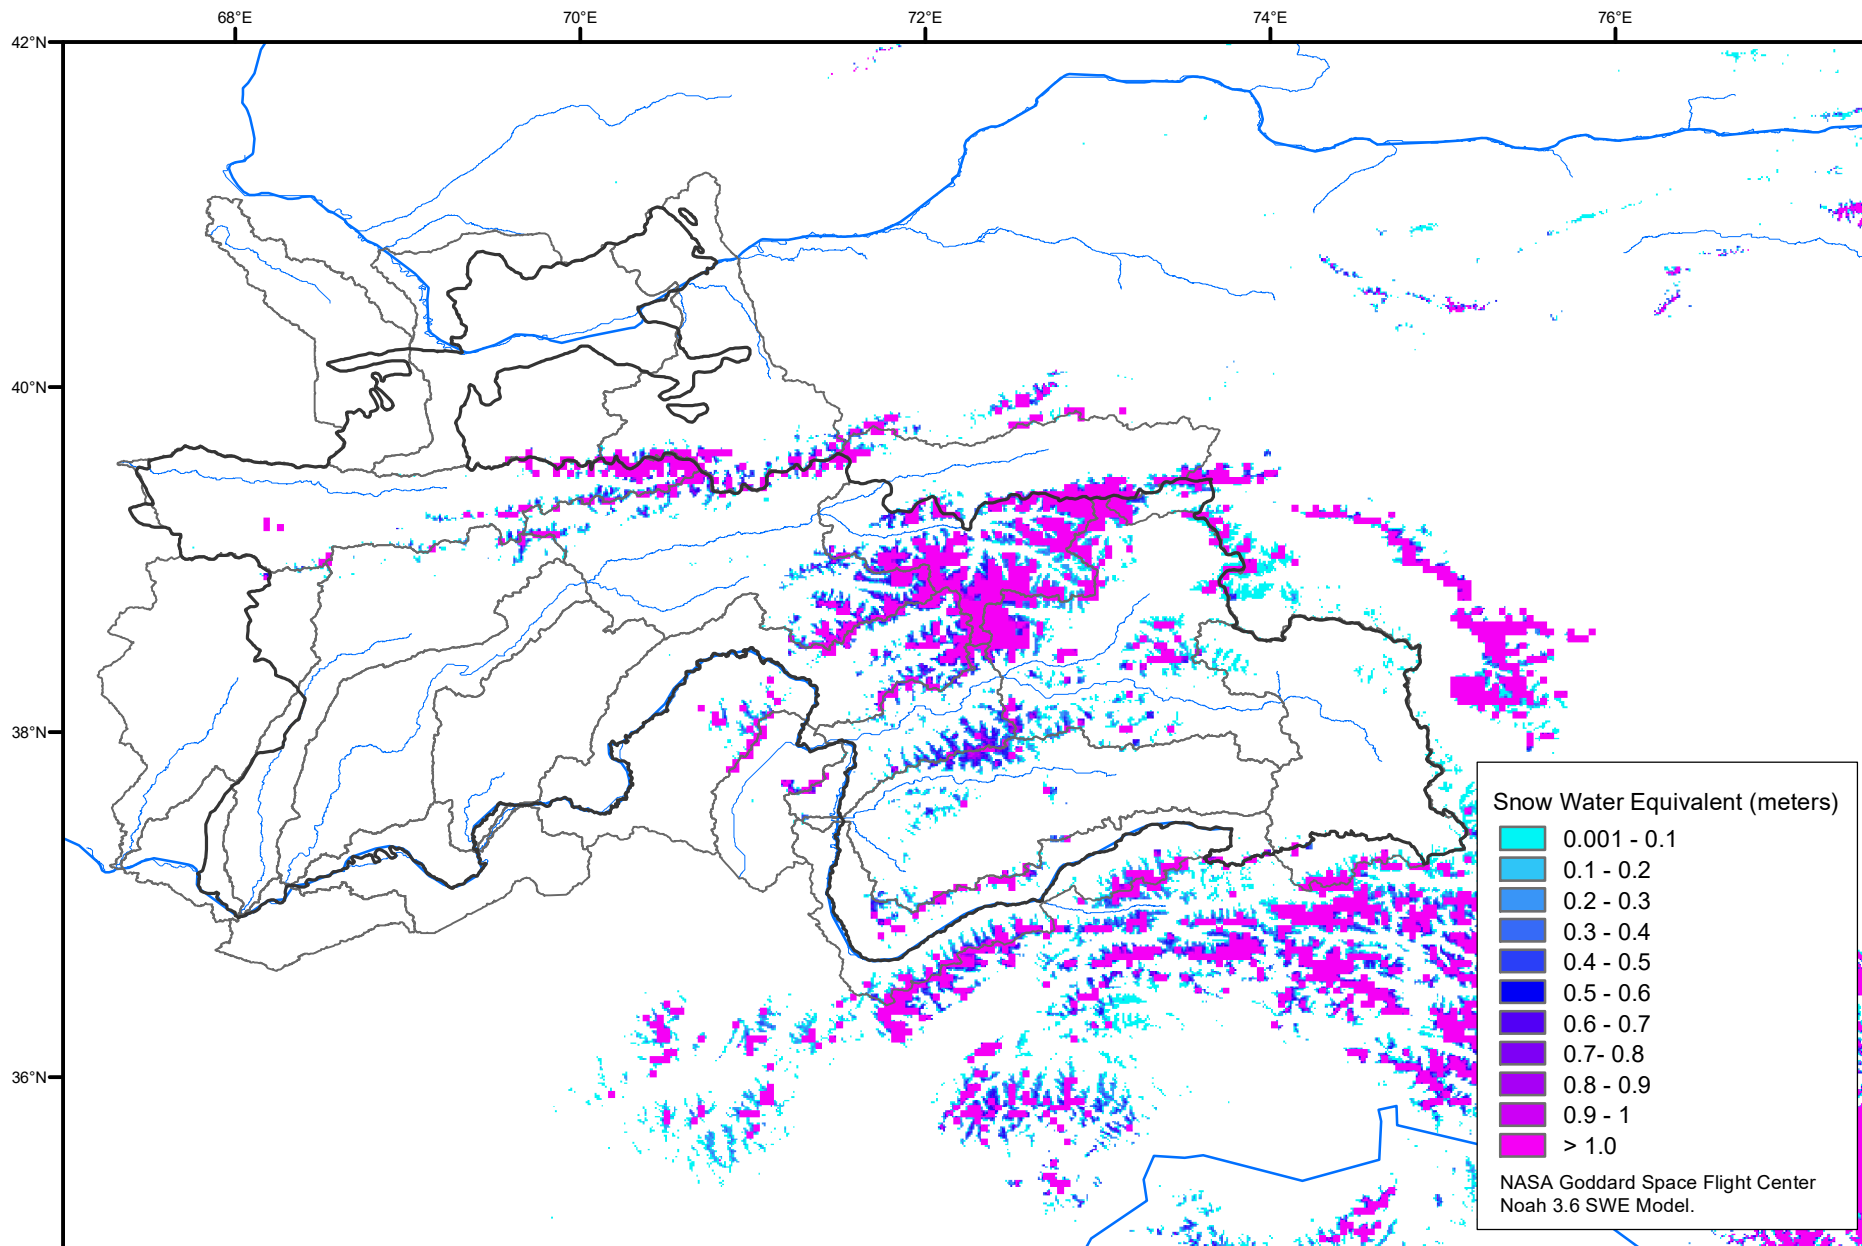 68°E 70°E 72°E 74°E 76°E
42°N
40°N
38°N
36°N
Snow Water Equivalent (meters)
0.001 - 0.1
0.1 - 0.2
0.2 - 0.3
0.3 - 0.4
0.4 - 0.5
0.5 - 0.6
0.6 - 0.7
0.7- 0.8
0.8 - 0.9
0.9 - 1
> 1.0
NASA Goddard Space Flight Center
Noah 3.6 SWE Model.